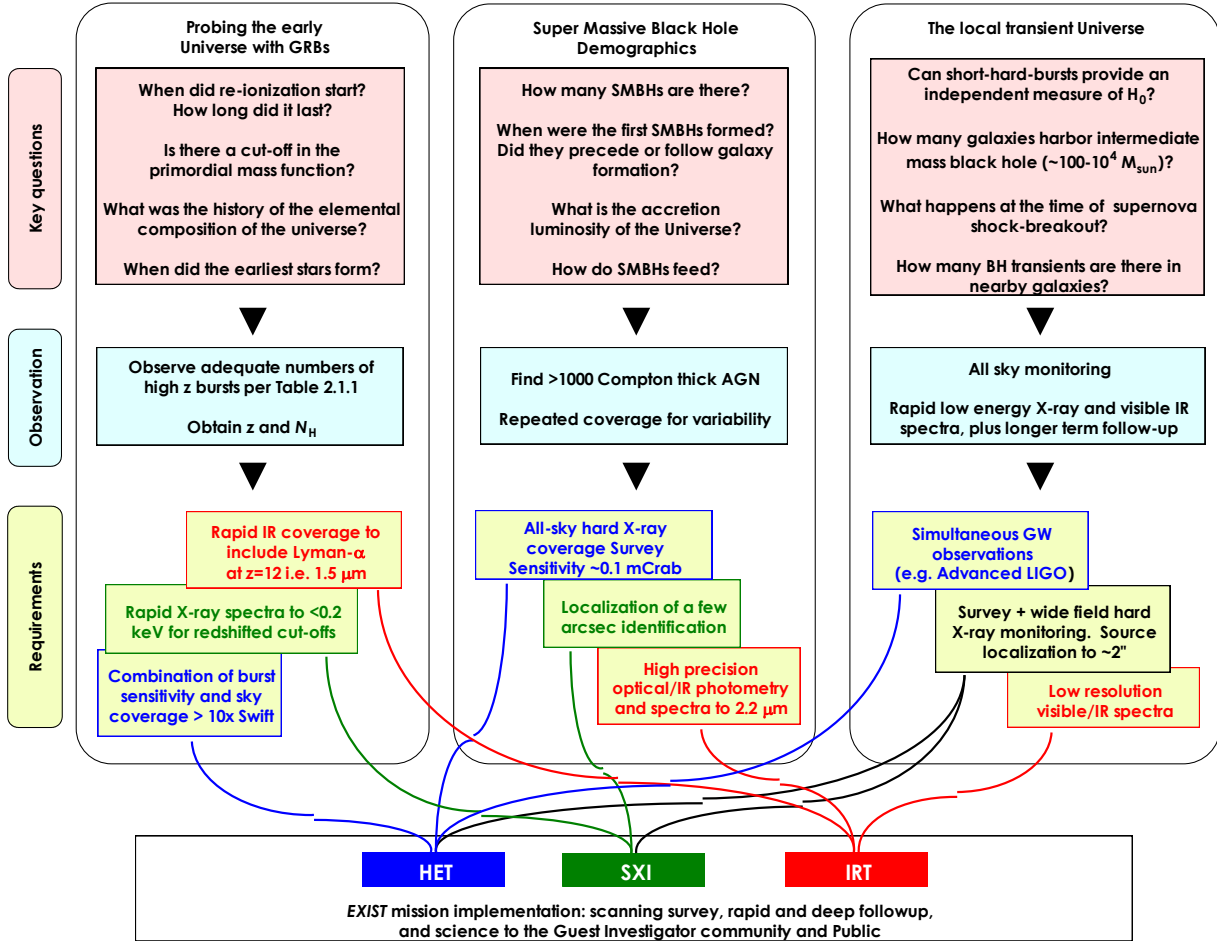 Probing the early
Universe with GRBs
Super Massive Black Hole
Demographics
The local transient Universe
Key questions
When did re-ionization start?
How long did it last?
Is there a cut-off in the
primordial mass function?
What was the history of the elemental
composition of the universe?
When did the earliest stars form?
How many SMBHs are there?
When were the first SMBHs formed?
Did they precede or follow galaxy
formation?
What is the accretion
luminosity of the Universe?
How do SMBHs feed?
Can short-hard-bursts provide an
independent measure of H₀?
How many galaxies harbor intermediate
mass black hole (~100-10⁴ M_sun)?
What happens at the time of supernova
shock-breakout?
How many BH transients are there in
nearby galaxies?
Observation
Observe adequate numbers of
high z bursts per Table 2.1.1
Obtain z and N_H
Find >1000 Compton thick AGN
Repeated coverage for variability
All sky monitoring
Rapid low energy X-ray and visible IR
spectra, plus longer term follow-up
Requirements
Rapid IR coverage to
include Lyman-α
at z=12 i.e. 1.5 μm
Rapid X-ray spectra to <0.2
keV for redshifted cut-offs
Combination of burst
sensitivity and sky
coverage > 10x Swift
All-sky hard X-ray
coverage Survey
Sensitivity ~0.1 mCrab
Localization of a few
arcsec identification
High precision
optical/IR photometry
and spectra to 2.2 μm
Simultaneous GW
observations
(e.g. Advanced LIGO)
Survey + wide field hard
X-ray monitoring. Source
localization to ~2"
Low resolution
visible/IR spectra
HET
SXI
IRT
EXIST mission implementation: scanning survey, rapid and deep followup,
and science to the Guest Investigator community and Public